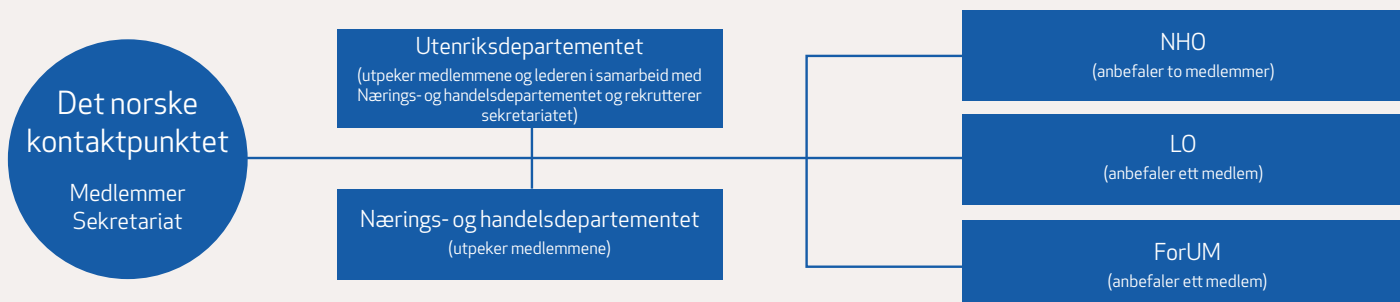 Det norske
kontaktpunktet
Medlemmer
Sekretariat
Utenriksdepartementet
(utpeker medlemmene og lederen i samarbeid med
Nærings- og handelsdepartementet og rekrutterer
sekretariatet)
Nærings- og handelsdepartementet
(utpeker medlemmene)
NHO
(anbefaler to medlemmer)
LO
(anbefaler ett medlem)
ForUM
(anbefaler ett medlem)